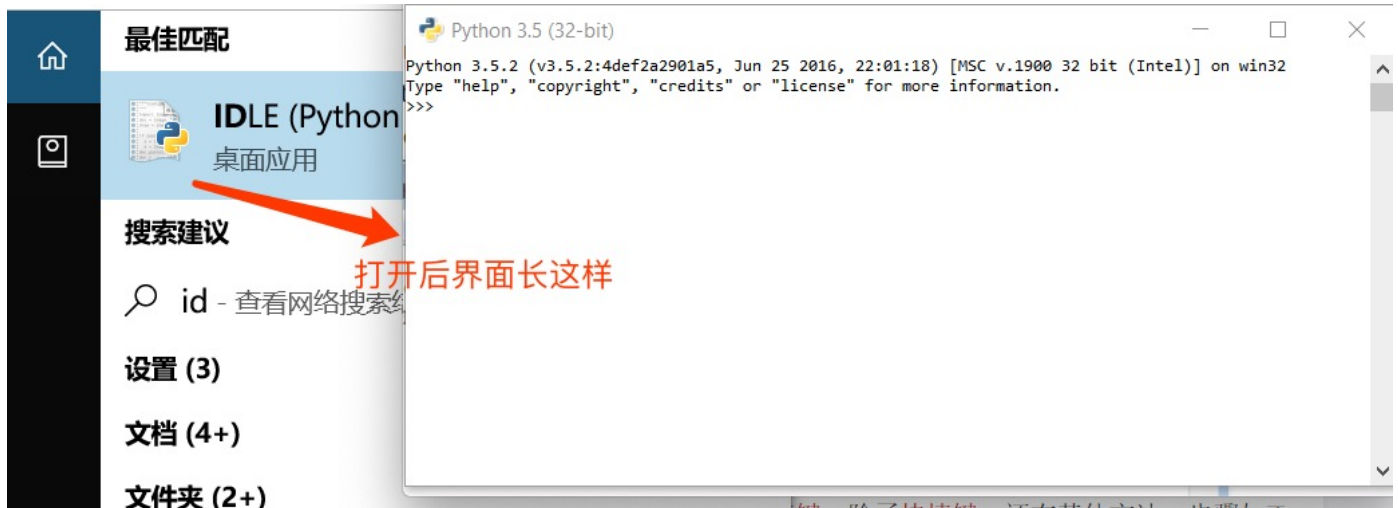 最佳匹配
IDLE (Python
桌面应用
搜索建议
id - 查看网络搜索结
设置 (3)
文档 (4+)
文件夹 (2+)
Python 3.5 (32-bit)
Python 3.5.2 (v3.5.2:4def2a2901a5, Jun 25 2016, 22:01:18) [MSC v.1900 32 bit (Intel)] on win32
Type "help", "copyright", "credits" or "license" for more information.
>>>
打开后界面长这样